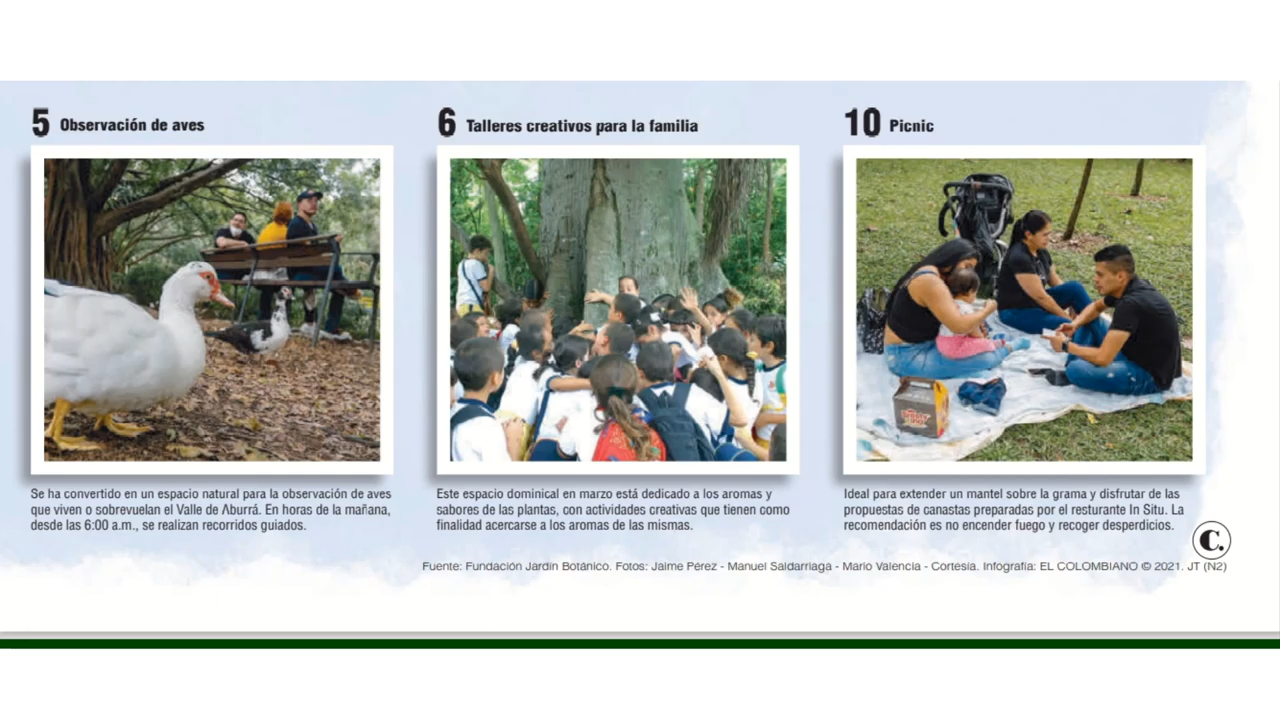 5 Observación de aves
Se ha convertido en un espacio natural para la observación de aves
que viven o sobrevuelan el Valle de Aburrá. En horas de la mañana,
desde las 6:00 a.m., se realizan recorridos guiados.
6 Talleres creativos para la familia
Este espacio dominical en marzo está dedicado a los aromas y
sabores de las plantas, con actividades creativas que tienen como
finalidad acercarse a los aromas de las mismas.
10 Picnic
Ideal para extender un mantel sobre la grama y disfrutar de las
propuestas de canastas preparadas por el resturante In Situ. La
recomendación es no encender fuego y recoger desperdicios.
C.
Fuente: Fundación Jardín Botánico. Fotos: Jaime Pérez - Manuel Saldarriaga - Mario Valencia - Cortesía. Infografía: EL COLOMBIANO © 2021. JT (N2)